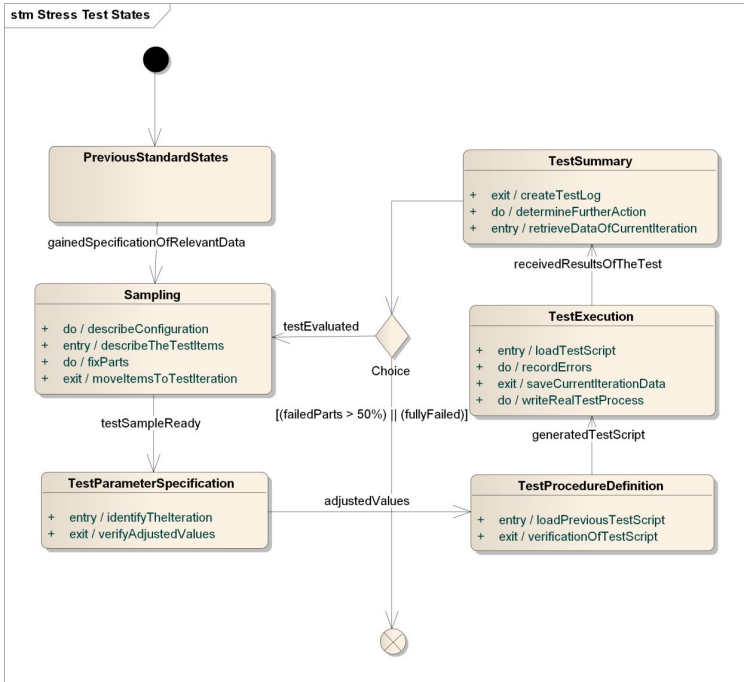 stm Stress Test States
PreviousStandardStates
gainedSpecificationOfRelevantData
Sampling
+ do / describeConfiguration
+ entry / describeTheTestItems
+ do / fixParts
+ exit / moveItemsToTestIteration
testSampleReady
TestParameterSpecification
+ entry / identifyTheIteration
+ exit / verifyAdjustedValues
adjustedValues
TestProcedureDefinition
+ entry / loadPreviousTestScript
+ exit / verificationOfTestScript
generatedTestScript
TestExecution
+ entry / loadTestScript
+ do / recordErrors
+ exit / saveCurrentIterationData
+ do / writeRealTestProcess
receivedResultsOfTheTest
TestSummary
+ exit / createTestLog
+ do / determineFurtherAction
+ entry / retrieveDataOfCurrentIteration
testEvaluated
Choice
[(failedParts > 50%) || (fullyFailed)]